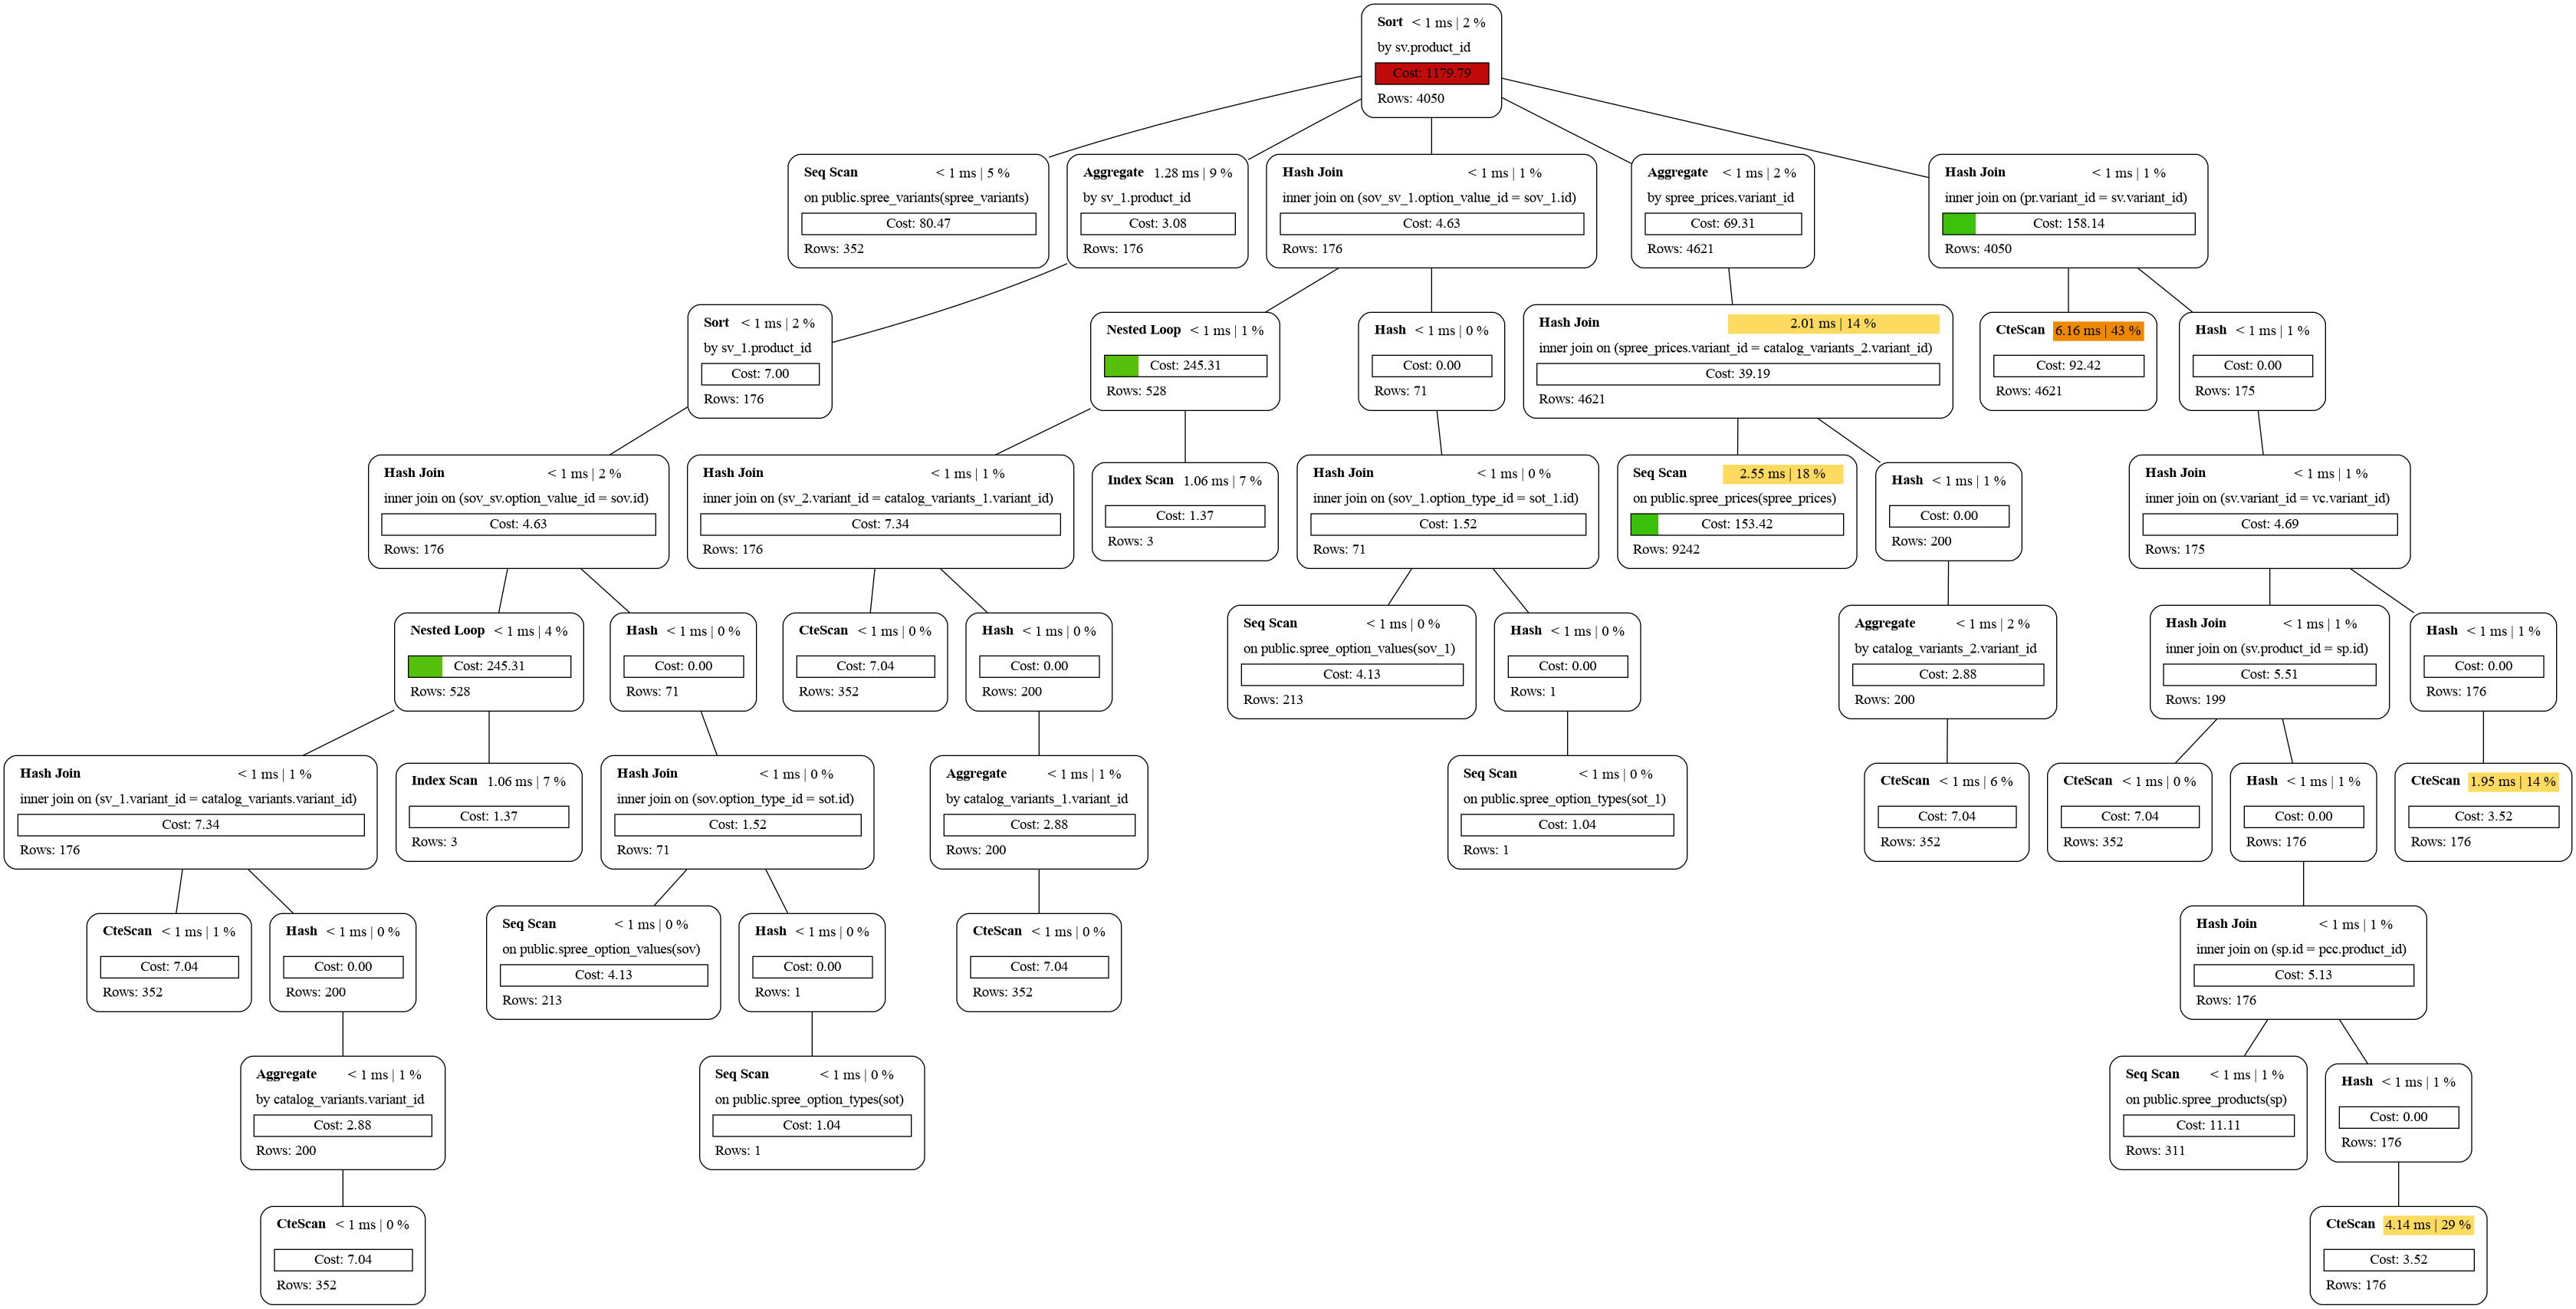 Sort < 1 ms | 2 %
by sv.product_id
Cost: 1179.79
Rows: 4050
Seq Scan < 1 ms | 5 %
on public.spree_variants(spree_variants)
Cost: 80.47
Rows: 352
Aggregate 1.28 ms | 9 %
by sv_1.product_id
Cost: 3.08
Rows: 176
Hash Join < 1 ms | 1 %
inner join on (sov_sv_1.option_value_id = sov_1.id)
Cost: 4.63
Rows: 176
Aggregate < 1 ms | 2 %
by spree_prices.variant_id
Cost: 69.31
Rows: 4621
Hash Join < 1 ms | 1 %
inner join on (pr.variant_id = sv.variant_id)
Cost: 158.14
Rows: 4050
Sort < 1 ms | 2 %
by sv_1.product_id
Cost: 7.00
Rows: 176
Nested Loop < 1 ms | 1 %
Cost: 245.31
Rows: 528
Hash < 1 ms | 0 %
Cost: 0.00
Rows: 71
Hash Join 2.01 ms | 14 %
inner join on (spree_prices.variant_id = catalog_variants_2.variant_id)
Cost: 39.19
Rows: 4621
CteScan 6.16 ms | 43 %
Cost: 92.42
Rows: 4621
Hash < 1 ms | 1 %
Cost: 0.00
Rows: 175
Hash Join < 1 ms | 2 %
inner join on (sov_sv.option_value_id = sov.id)
Cost: 4.63
Rows: 176
Hash Join < 1 ms | 1 %
inner join on (sv_2.variant_id = catalog_variants_1.variant_id)
Cost: 7.34
Rows: 176
Index Scan 1.06 ms | 7 %
Cost: 1.37
Rows: 3
Hash Join < 1 ms | 0 %
inner join on (sov_1.option_type_id = sot_1.id)
Cost: 1.52
Rows: 71
Seq Scan 2.55 ms | 18 %
on public.spree_prices(spree_prices)
Cost: 153.42
Rows: 9242
Hash < 1 ms | 1 %
Cost: 0.00
Rows: 200
Hash Join < 1 ms | 1 %
inner join on (sv.variant_id = vc.variant_id)
Cost: 4.69
Rows: 175
Nested Loop < 1 ms | 4 %
Cost: 245.31
Rows: 528
Hash < 1 ms | 0 %
Cost: 0.00
Rows: 71
CteScan < 1 ms | 0 %
Cost: 7.04
Rows: 352
Hash < 1 ms | 0 %
Cost: 0.00
Rows: 200
Seq Scan < 1 ms | 0 %
on public.spree_option_values(sov_1)
Cost: 4.13
Rows: 213
Hash < 1 ms | 0 %
Cost: 0.00
Rows: 1
Aggregate < 1 ms | 2 %
by catalog_variants_2.variant_id
Cost: 2.88
Rows: 200
Hash Join < 1 ms | 1 %
inner join on (sv.product_id = sp.id)
Cost: 5.51
Rows: 199
Hash < 1 ms | 1 %
Cost: 0.00
Rows: 176
Hash Join < 1 ms | 1 %
inner join on (sv_1.variant_id = catalog_variants.variant_id)
Cost: 7.34
Rows: 176
Index Scan 1.06 ms | 7 %
Cost: 1.37
Rows: 3
Hash Join < 1 ms | 0 %
inner join on (sov.option_type_id = sot.id)
Cost: 1.52
Rows: 71
Aggregate < 1 ms | 1 %
by catalog_variants_1.variant_id
Cost: 2.88
Rows: 200
Seq Scan < 1 ms | 0 %
on public.spree_option_types(sot_1)
Cost: 1.04
Rows: 1
CteScan < 1 ms | 6 %
Cost: 7.04
Rows: 352
CteScan < 1 ms | 0 %
Cost: 7.04
Rows: 352
Hash < 1 ms | 1 %
Cost: 0.00
Rows: 176
CteScan 1.95 ms | 14 %
Cost: 3.52
Rows: 176
CteScan < 1 ms | 1 %
Cost: 7.04
Rows: 352
Hash < 1 ms | 0 %
Cost: 0.00
Rows: 200
Seq Scan < 1 ms | 0 %
on public.spree_option_values(sov)
Cost: 4.13
Rows: 213
Hash < 1 ms | 0 %
Cost: 0.00
Rows: 1
CteScan < 1 ms | 0 %
Cost: 7.04
Rows: 352
Hash Join < 1 ms | 1 %
inner join on (sp.id = pcc.product_id)
Cost: 5.13
Rows: 176
Aggregate < 1 ms | 1 %
by catalog_variants.variant_id
Cost: 2.88
Rows: 200
Seq Scan < 1 ms | 0 %
on public.spree_option_types(sot)
Cost: 1.04
Rows: 1
Seq Scan < 1 ms | 1 %
on public.spree_products(sp)
Cost: 11.11
Rows: 311
Hash < 1 ms | 1 %
Cost: 0.00
Rows: 176
CteScan < 1 ms | 0 %
Cost: 7.04
Rows: 352
CteScan 4.14 ms | 29 %
Cost: 3.52
Rows: 176